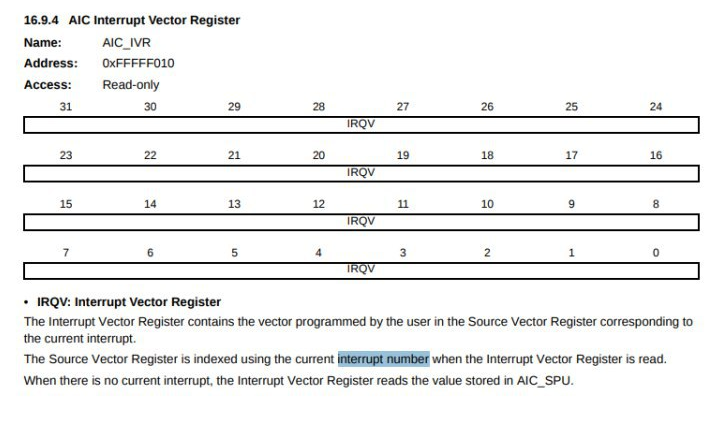 16.9.4 AIC Interrupt Vector Register
Name: AIC_IVR
Address: 0xFFFFF010
Access: Read-only
31 30 29 28 27 26 25 24
IRQV
23 22 21 20 19 18 17 16
IRQV
15 14 13 12 11 10 9 8
IRQV
7 6 5 4 3 2 1 0
IRQV
• IRQV: Interrupt Vector Register
The Interrupt Vector Register contains the vector programmed by the user in the Source Vector Register corresponding to
the current interrupt.
The Source Vector Register is indexed using the current interrupt number when the Interrupt Vector Register is read.
When there is no current interrupt, the Interrupt Vector Register reads the value stored in AIC_SPU.